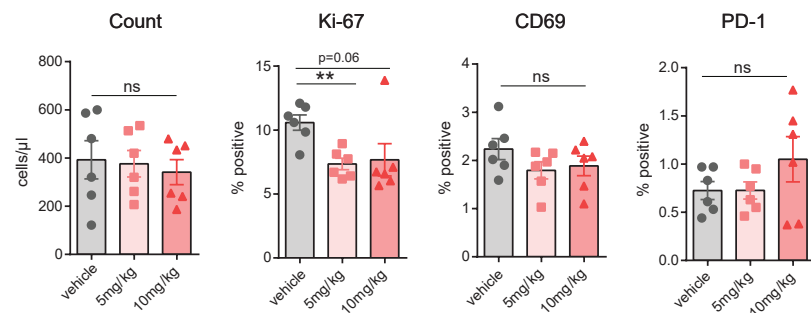 Count
Ki-67
CD69
PD-1
cells/µl
800
600
400
200
0
ns
vehicle
5mg/kg
10mg/kg
% positive
15
10
5
0
p=0.06
**
vehicle
5mg/kg
10mg/kg
% positive
4
3
2
1
0
ns
vehicle
5mg/kg
10mg/kg
% positive
2.0
1.5
1.0
0.5
0.0
ns
vehicle
5mg/kg
10mg/kg